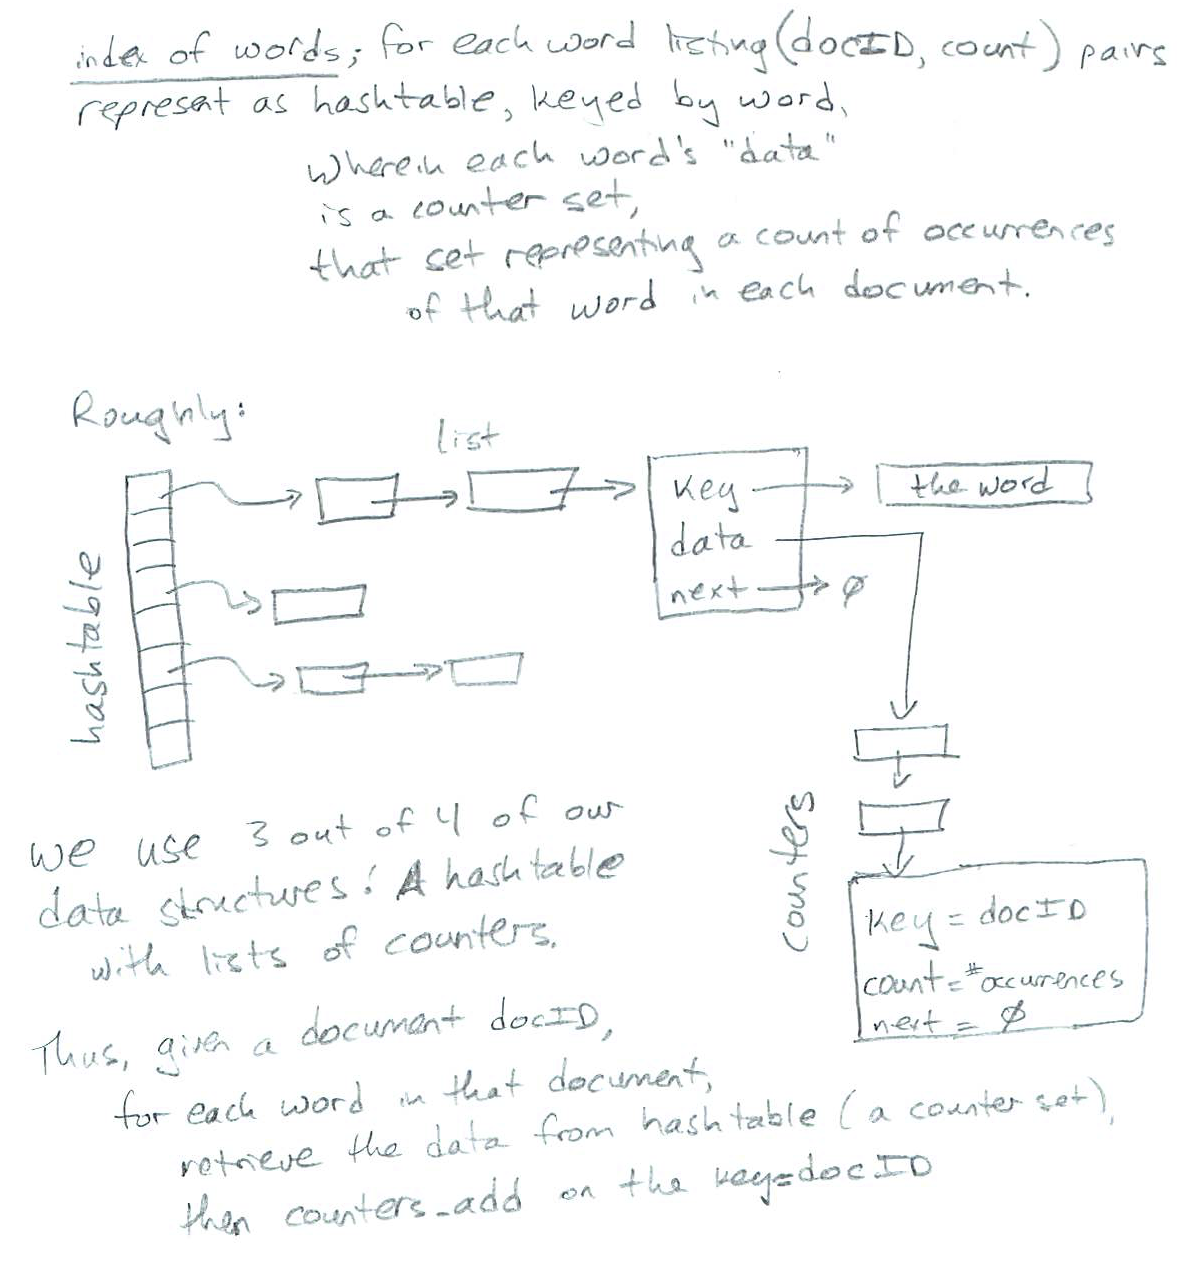 index of words; for each word listing (docID, count) pairs
represent as hashtable, keyed by word,
wherein each word's "data"
is a counter set,
that set representing a count of occurrences
of that word in each document.
Roughly:
list
hashtable
key
the word
data
next
ø
counters
key = docID
count = #occurrences
next = ø
we use 3 out of 4 of our
data structures: A hashtable
with lists of counters.
Thus, given a document docID,
for each word in that document,
retrieve the data from hashtable (a counter set),
then counters_add on the key=docID